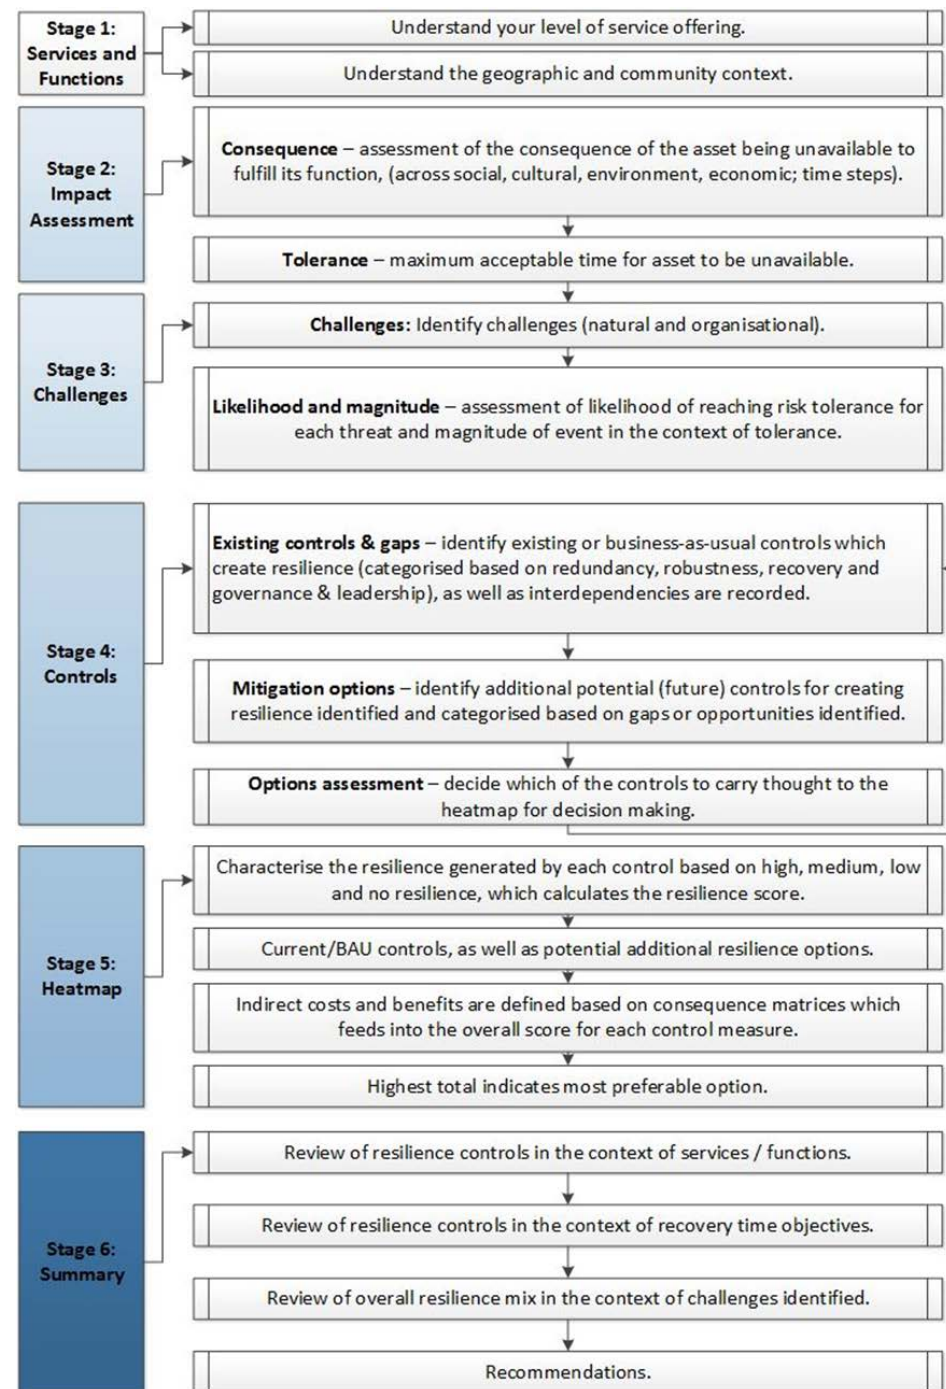 Stage 1:
Services and
Functions
Understand your level of service offering.
Understand the geographic and community context.
Stage 2:
Impact
Assessment
Consequence – assessment of the consequence of the asset being unavailable to
fulfill its function, (across social, cultural, environment, economic; time steps).
Tolerance – maximum acceptable time for asset to be unavailable.
Stage 3:
Challenges
Challenges: Identify challenges (natural and organisational).
Likelihood and magnitude – assessment of likelihood of reaching risk tolerance for
each threat and magnitude of event in the context of tolerance.
Stage 4:
Controls
Existing controls & gaps – identify existing or business-as-usual controls which
create resilience (categorised based on redundancy, robustness, recovery and
governance & leadership), as well as interdependencies are recorded.
Mitigation options – identify additional potential (future) controls for creating
resilience identified and categorised based on gaps or opportunities identified.
Options assessment – decide which of the controls to carry thought to the
heatmap for decision making.
Stage 5:
Heatmap
Characterise the resilience generated by each control based on high, medium, low
and no resilience, which calculates the resilience score.
Current/BAU controls, as well as potential additional resilience options.
Indirect costs and benefits are defined based on consequence matrices which
feeds into the overall score for each control measure.
Highest total indicates most preferable option.
Stage 6:
Summary
Review of resilience controls in the context of services / functions.
Review of resilience controls in the context of recovery time objectives.
Review of overall resilience mix in the context of challenges identified.
Recommendations.